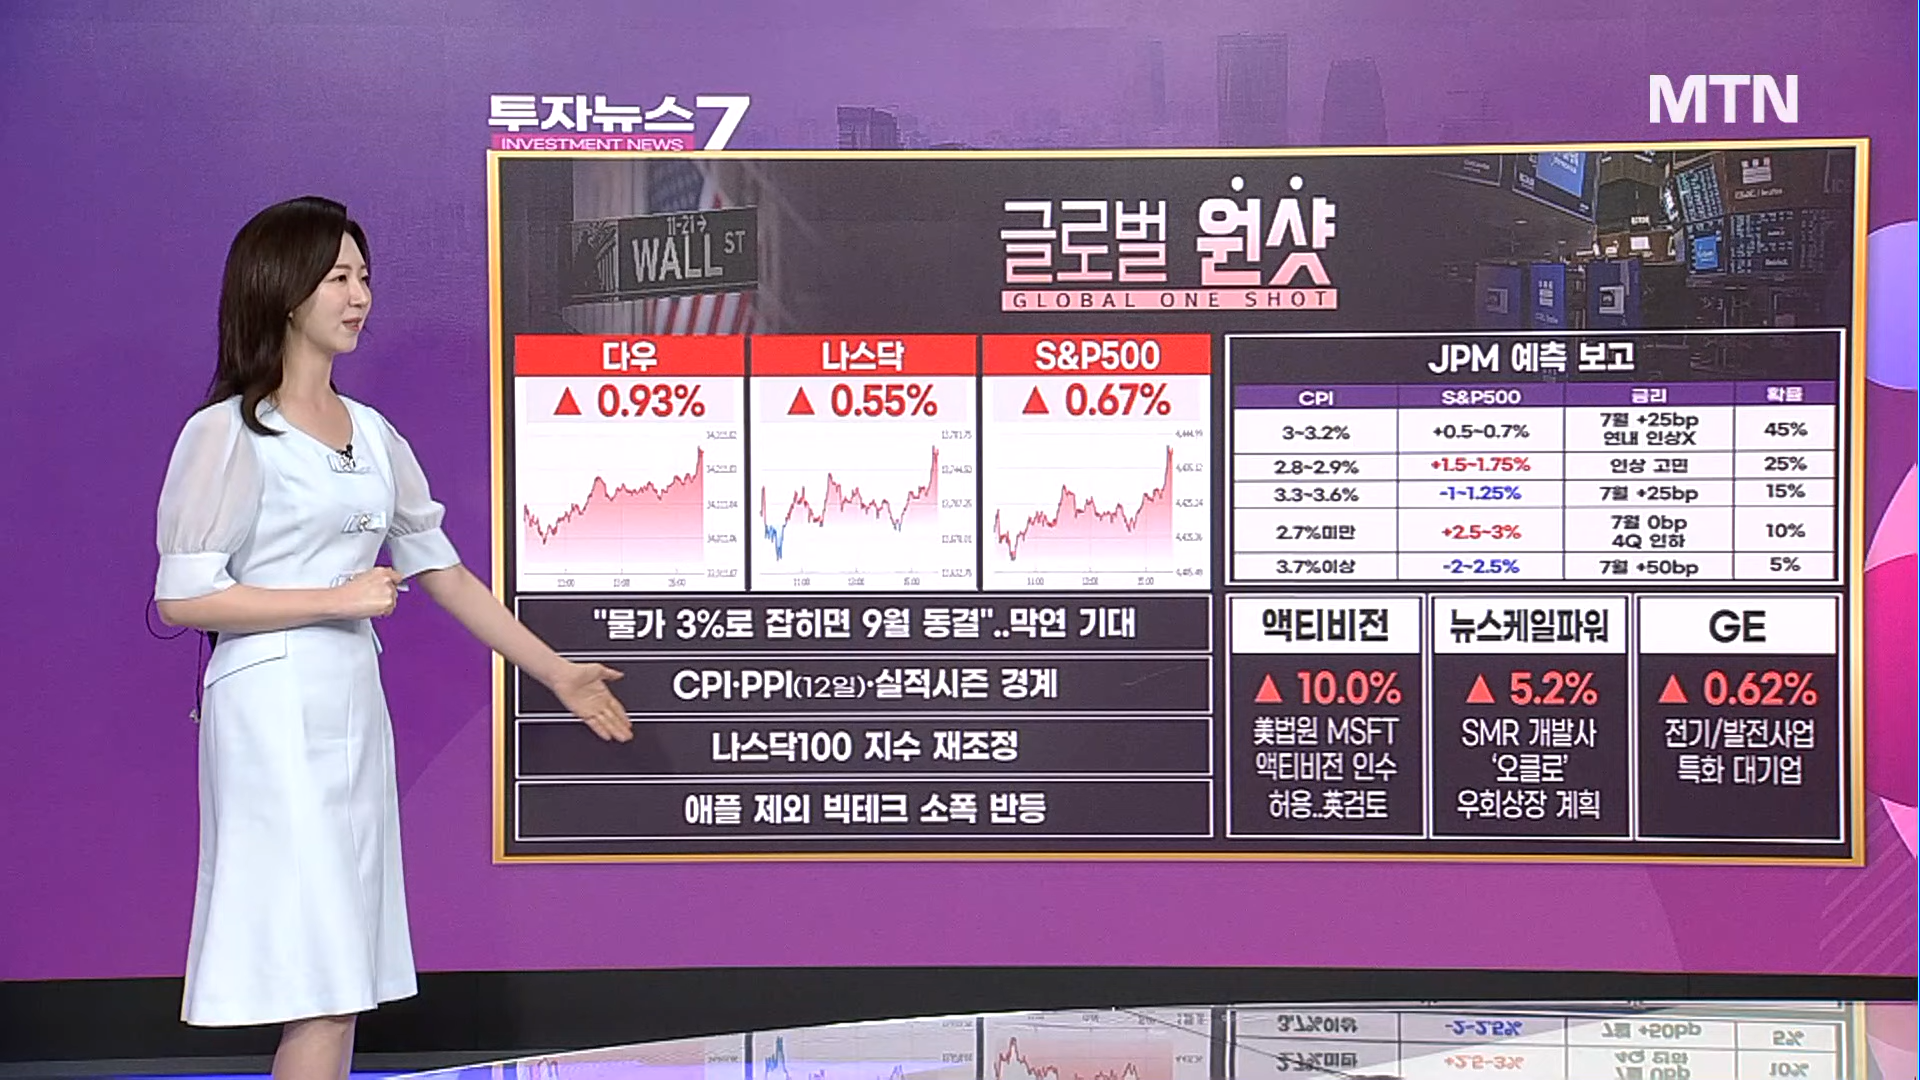 MTN
투자뉴스7
INVESTMENT NEWS
11-21
WALL ST
글로벌 원샷
GLOBAL ONE SHOT
다우
▲ 0.93%
나스닥
▲ 0.55%
S&P500
▲ 0.67%
JPM 예측 보고
CPI S&P500 금리 확률
3~3.2% +0.5~0.7% 7월 +25bp 연내 인상X 45%
2.8~2.9% +1.5~1.75% 인상 고민 25%
3.3~3.6% -1~1.25% 7월 +25bp 15%
2.7%미만 +2.5~3% 7월 0bp 4Q 인하 10%
3.7%이상 -2~2.5% 7월 +50bp 5%
"물가 3%로 잡히면 9월 동결"..막연 기대
CPI·PPI(12일)·실적시즌 경계
나스닥100 지수 재조정
애플 제외 빅테크 소폭 반등
액티비전
▲ 10.0%
美법원 MSFT
액티비전 인수
허용..英검토
뉴스케일파워
▲ 5.2%
SMR 개발사
'오클로'
우회상장 계획
GE
▲ 0.62%
전기/발전사업
특화 대기업